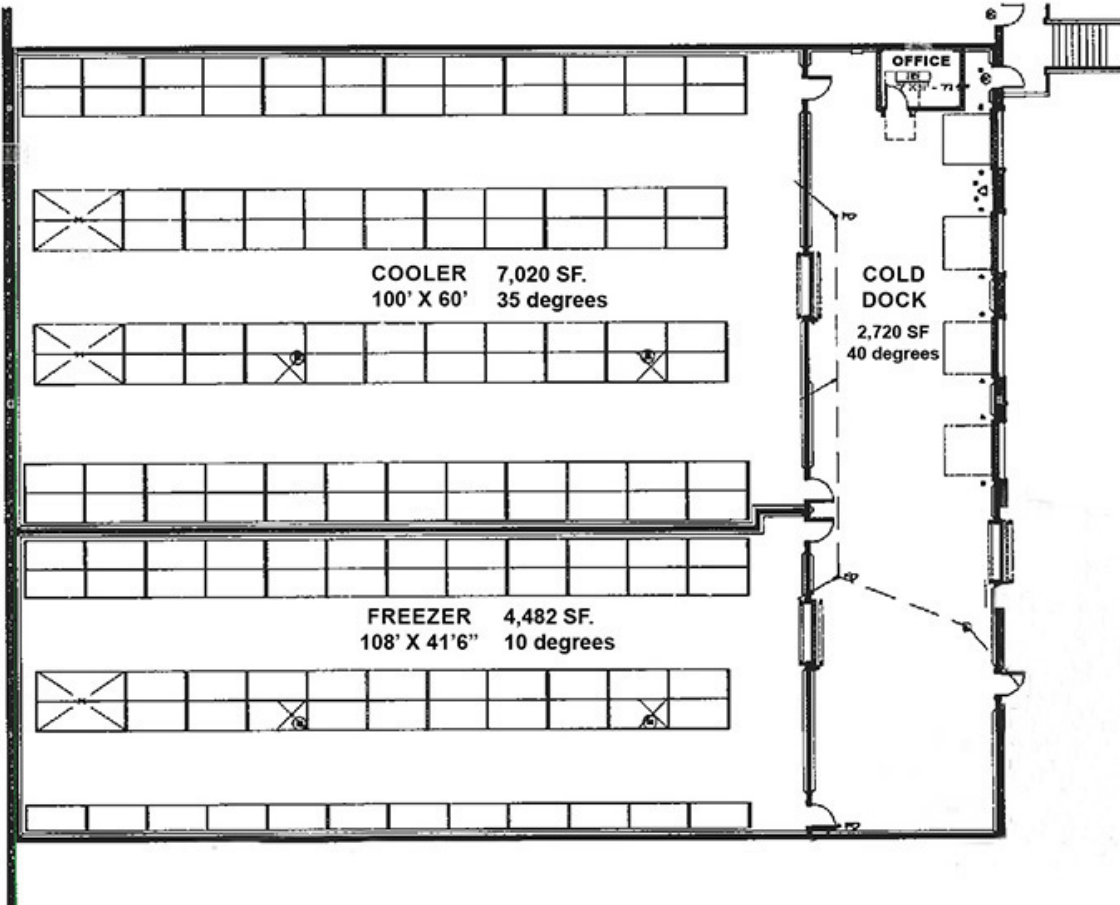 OFFICE
COOLER 7,020 SF.
100' X 60' 35 degrees
COLD
DOCK
2,720 SF
40 degrees
FREEZER 4,482 SF.
108' X 41'6" 10 degrees